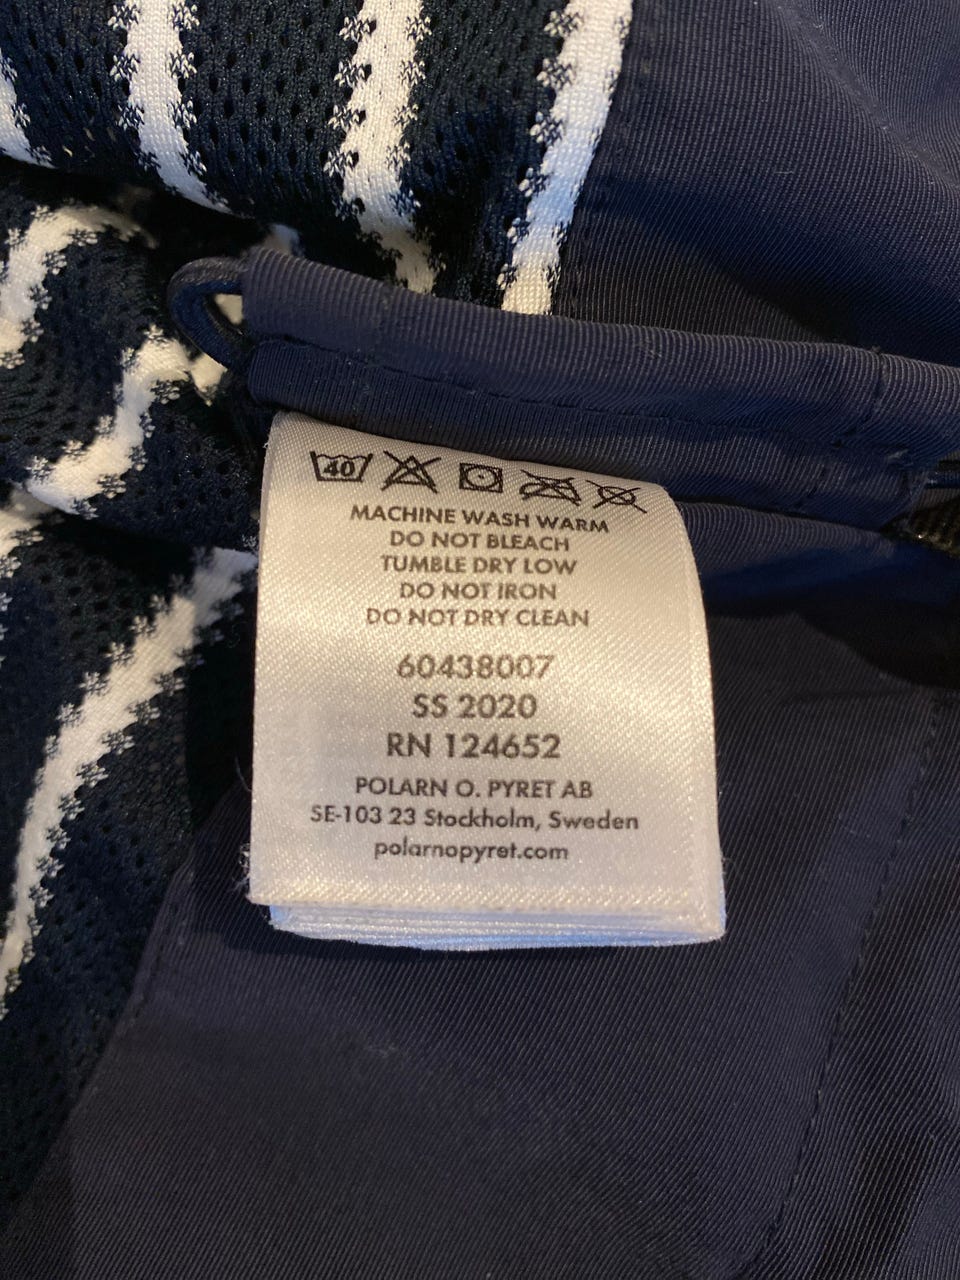 40
MACHINE WASH WARM
DO NOT BLEACH
TUMBLE DRY LOW
DO NOT IRON
DO NOT DRY CLEAN
60438007
SS 2020
RN 124652
POLARN O. PYRET AB
SE-103 23 Stockholm, Sweden
polarnopyret.com